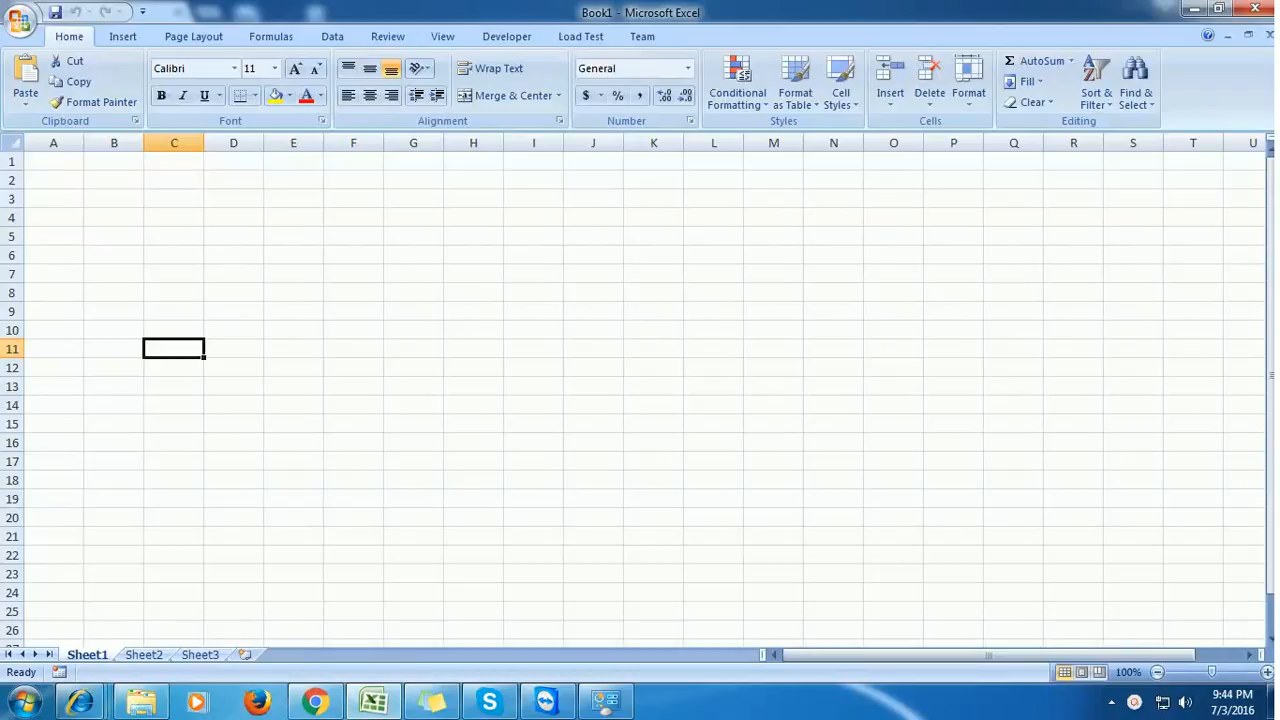 Book1 - Microsoft Excel
Home Insert Page Layout Formulas Data Review View Developer Load Test Team
Paste
Cut
Copy
Format Painter
Clipboard
Calibri 11
B I U
Font
Wrap Text
Merge & Center
Alignment
General
$ % ,
Number
Conditional Formatting
Format as Table
Cell Styles
Styles
Insert
Delete
Format
Cells
Σ AutoSum
Fill
Clear
Sort & Filter
Find & Select
Editing
A B C D E F G H I J K L M N O P Q R S T U
1
2
3
4
5
6
7
8
9
10
11
12
13
14
15
16
17
18
19
20
21
22
23
24
25
26
Sheet1 Sheet2 Sheet3
Ready
100%
9:44 PM
7/3/2016